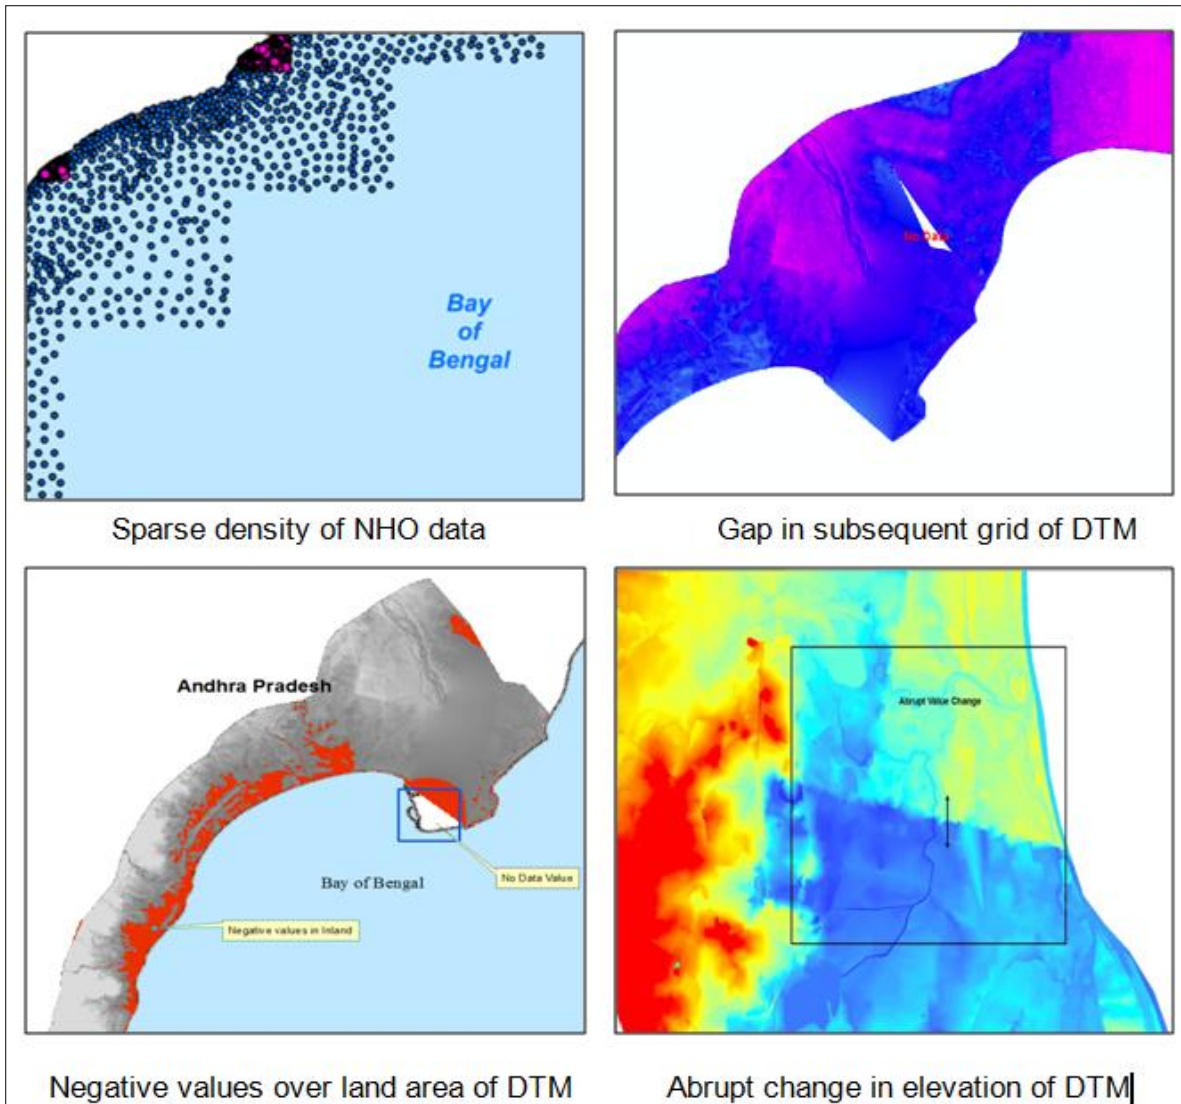 Bay
of
Bengal
No Data
Sparse density of NHO data
Gap in subsequent grid of DTM
Andhra Pradesh
No Data Value
Bay of Bengal
Negative values in Inland
Abrupt Value Change
Negative values over land area of DTM
Abrupt change in elevation of DTM